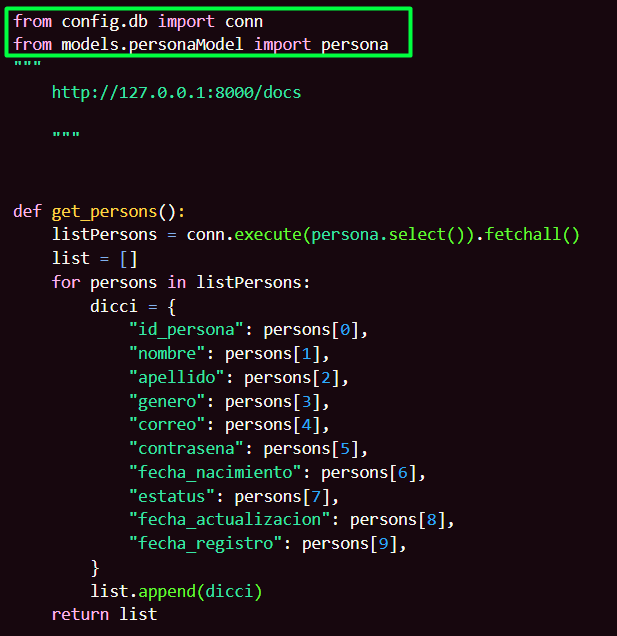 from config.db import conn
from models.personaModel import persona
"""
    http://127.0.0.1:8000/docs
    """
def get_persons():
    listPersons = conn.execute(persona.select()).fetchall()
    list = []
    for persons in listPersons:
        dicci = {
            "id_persona": persons[0],
            "nombre": persons[1],
            "apellido": persons[2],
            "genero": persons[3],
            "correo": persons[4],
            "contrasena": persons[5],
            "fecha_nacimiento": persons[6],
            "estatus": persons[7],
            "fecha_actualizacion": persons[8],
            "fecha_registro": persons[9],
        }
        list.append(dicci)
    return list